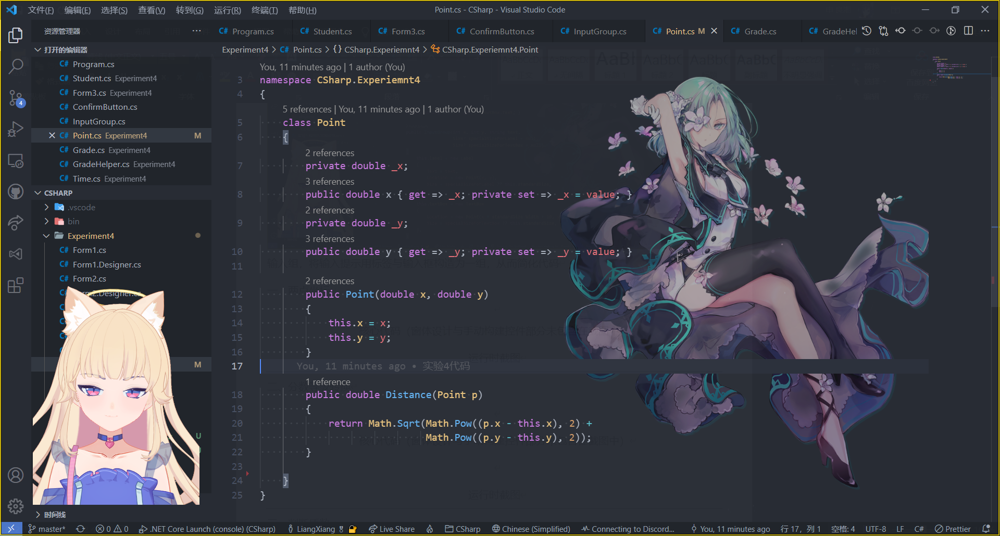 文件(F) 编辑(E) 选择(S) 查看(V) 转到(G) 运行(R) 终端(T) 帮助(H)
Point.cs - CSharp - Visual Studio Code
资源管理器
C# Program.cs
C# Student.cs
C# Form3.cs
C# ConfirmButton.cs
C# InputGroup.cs
C# Point.cs M
C# Grade.cs
C# GradeHel
打开的编辑器
C# Program.cs
C# Student.cs Experiment4
C# Form3.cs Experiment4
C# ConfirmButton.cs
C# InputGroup.cs
C# Point.cs Experiment4 M
C# Grade.cs Experiment4
C# GradeHelper.cs Experiment4
C# Time.cs Experiment4
CSHARP
.vscode
bin
Experiment4
C# Form1.cs
C# Form1.Designer.cs
C# Form2.cs
M
U
时间线
4
Experiment4 > C# Point.cs > {} CSharp.Experiemnt4 > CSharp.Experiemnt4.Point
You, 11 minutes ago | 1 author (You)
3 namespace CSharp.Experiemnt4
4 {
5 references | You, 11 minutes ago | 1 author (You)
5 class Point
6 {
2 references
7 private double _x;
3 references
8 public double x { get => _x; private set => _x = value; }
2 references
9 private double _y;
3 references
10 public double y { get => _y; private set => _y = value; }
11
2 references
12 public Point(double x, double y)
13 {
14 this.x = x;
15 this.y = y;
16 }
17 You, 11 minutes ago • 实验4代码
1 reference
18 public double Distance(Point p)
19 {
20 return Math.Sqrt(Math.Pow((p.x - this.x), 2) +
21 Math.Pow((p.y - this.y), 2));
22 }
23
24 }
25 }
运行时截图
运行时截图
master* 0 0 .NET Core Launch (console) (CSharp) LiangXiang 8 Live Share CSharp Chinese (Simplified) Connecting to Discord... You, 11 minutes ago 行 17，列 1 空格: 4 UTF-8 LF C# Prettier